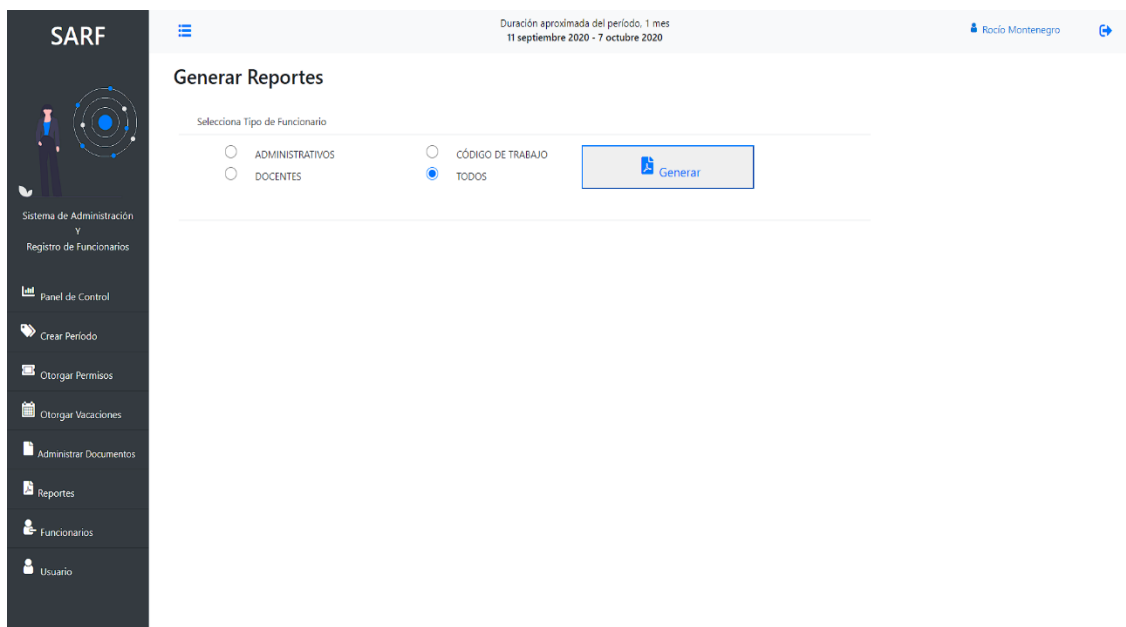 SARF
Sistema de Administración
Y
Registro de Funcionarios
Panel de Control
Crear Período
Otorgar Permisos
Otorgar Vacaciones
Administrar Documentos
Reportes
Funcionarios
Usuario
Duración aproximada del período, 1 mes
11 septiembre 2020 - 7 octubre 2020
Rocío Montenegro
Generar Reportes
Selecciona Tipo de Funcionario
ADMINISTRATIVOS
CÓDIGO DE TRABAJO
DOCENTES
TODOS
Generar